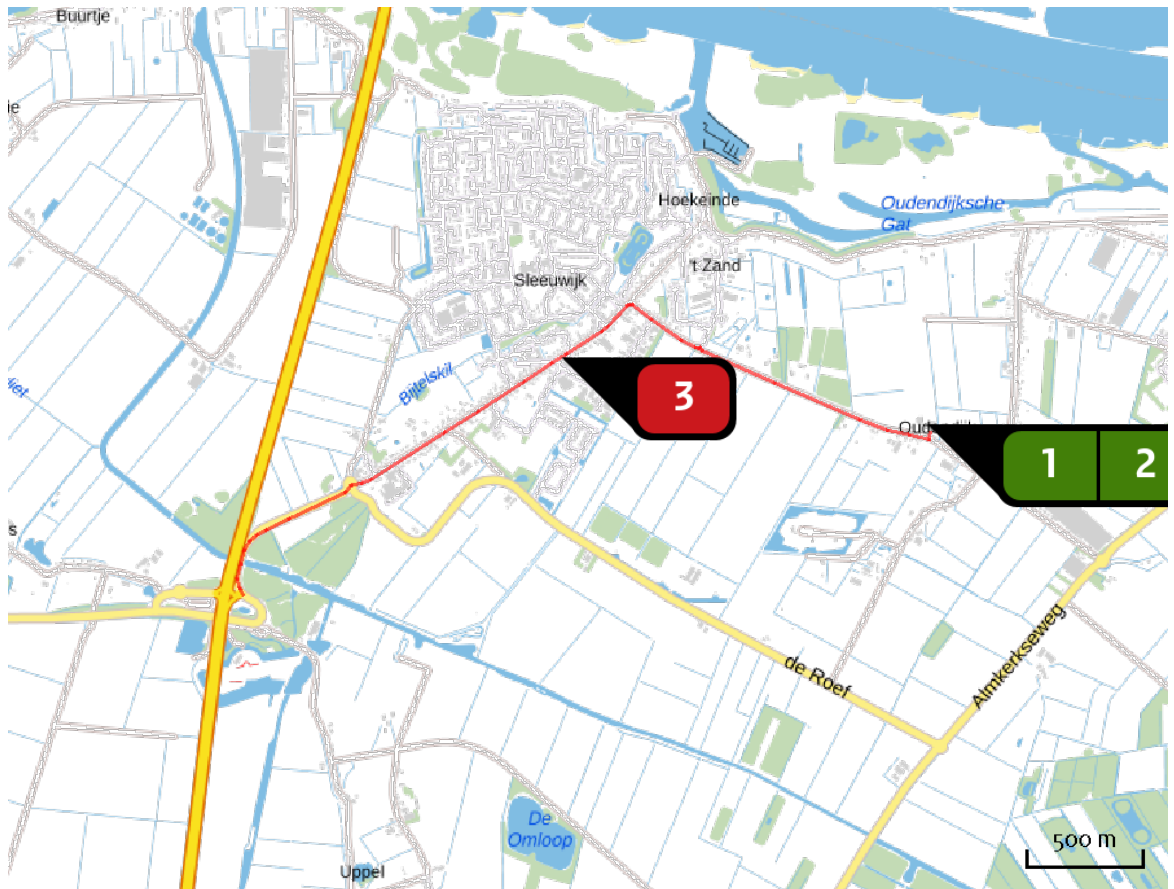 Buurtje
Hoekeinde
Oudendijksche
Gat
't Zand
Sleeuwijk
Bijtelskil
3
1
2
s
de Roef
Almkerkseweg
De
Omloop
500 m
Uppel